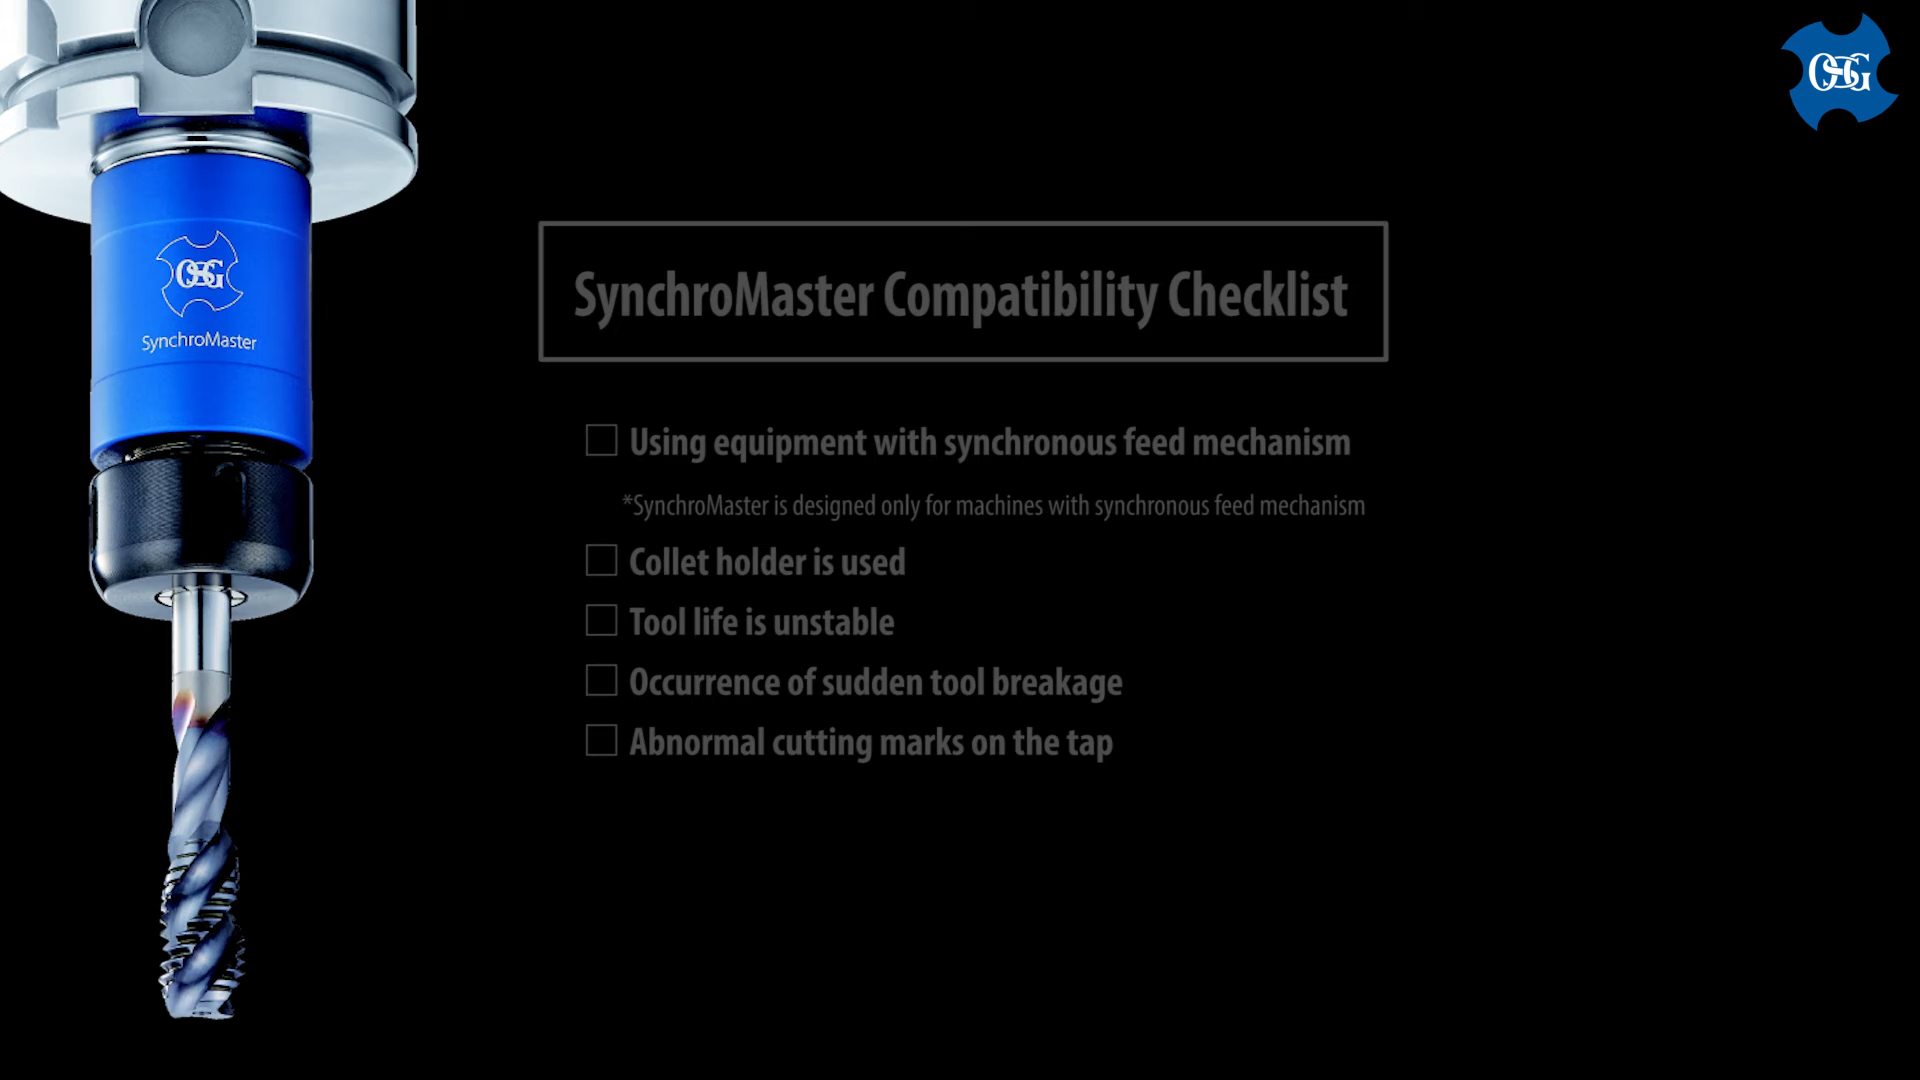 OSG
OSG
SynchroMaster
SynchroMaster Compatibility Checklist
Using equipment with synchronous feed mechanism
*SynchroMaster is designed only for machines with synchronous feed mechanism
Collet holder is used
Tool life is unstable
Occurrence of sudden tool breakage
Abnormal cutting marks on the tap